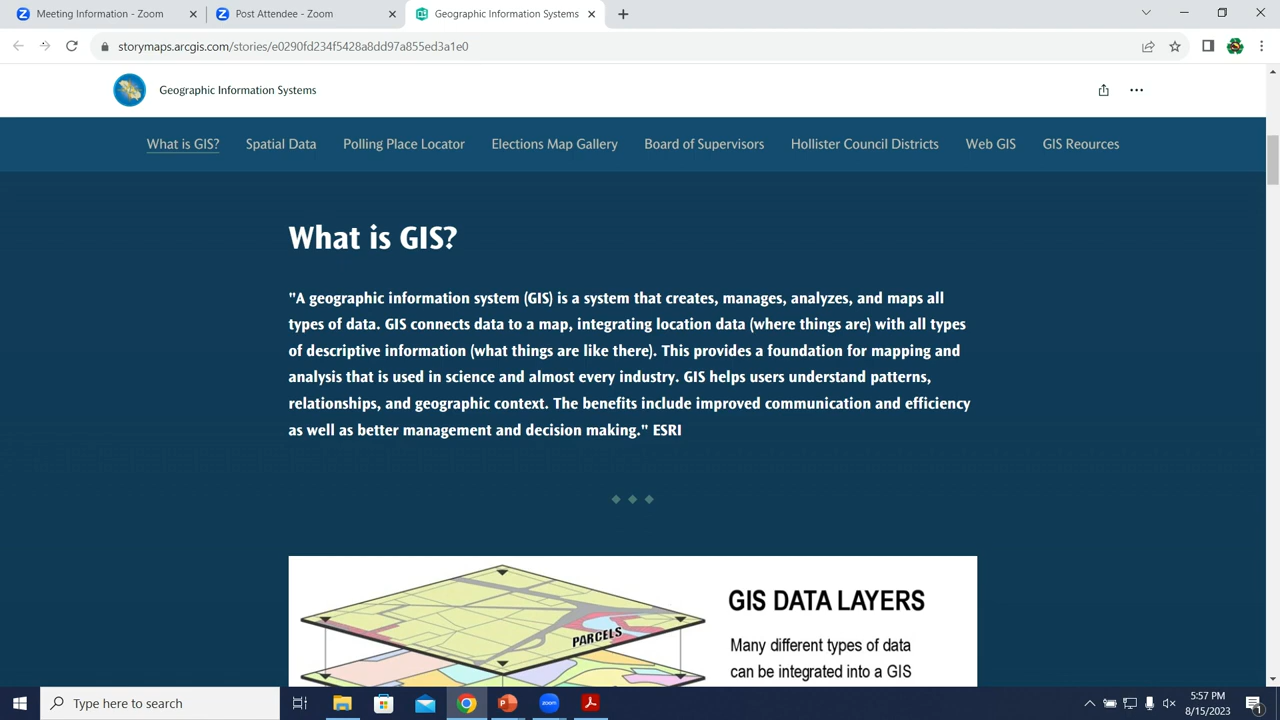 Meeting Information - Zoom
Post Attendee - Zoom
Geographic Information Systems
storymaps.arcgis.com/stories/e0290fd234f5428a8dd97a855ed3a1e0
Geographic Information Systems
What is GIS? Spatial Data Polling Place Locator Elections Map Gallery Board of Supervisors Hollister Council Districts Web GIS GIS Reources
What is GIS?
"A geographic information system (GIS) is a system that creates, manages, analyzes, and maps all
types of data. GIS connects data to a map, integrating location data (where things are) with all types
of descriptive information (what things are like there). This provides a foundation for mapping and
analysis that is used in science and almost every industry. GIS helps users understand patterns,
relationships, and geographic context. The benefits include improved communication and efficiency
as well as better management and decision making." ESRI
GIS DATA LAYERS
PARCELS
Many different types of data
can be integrated into a GIS
Type here to search
5:57 PM
8/15/2023
1